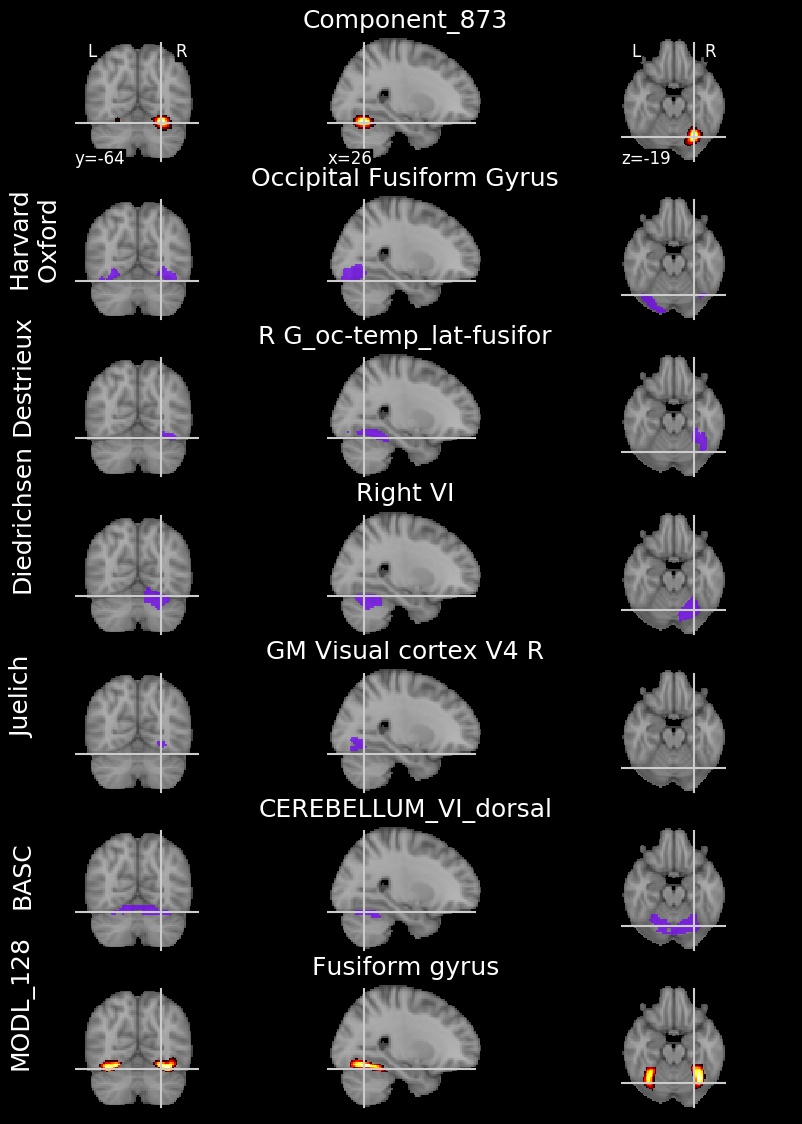 Component_873
L R L R
y=-64 x=26 z=-19
Harvard
Oxford
Occipital Fusiform Gyrus
Destrieux
R G_oc-temp_lat-fusifor
Diedrichsen
Right VI
Juelich
GM Visual cortex V4 R
BASC
CEREBELLUM_VI_dorsal
MODL_128
Fusiform gyrus